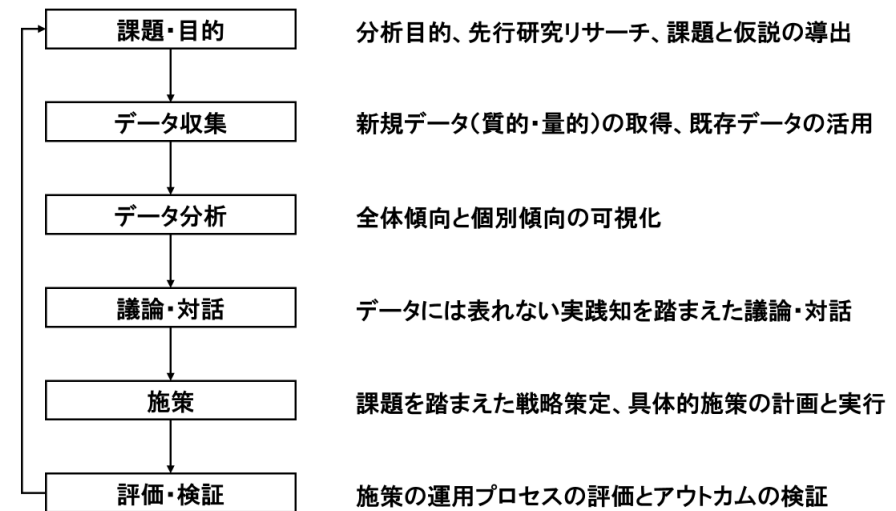 課題・目的 分析目的、先行研究リサーチ、課題と仮説の導出
データ収集 新規データ(質的・量的)の取得、既存データの活用
データ分析 全体傾向と個別傾向の可視化
議論・対話 データには表れない実践知を踏まえた議論・対話
施策 課題を踏まえた戦略策定、具体的施策の計画と実行
評価・検証 施策の運用プロセスの評価とアウトカムの検証